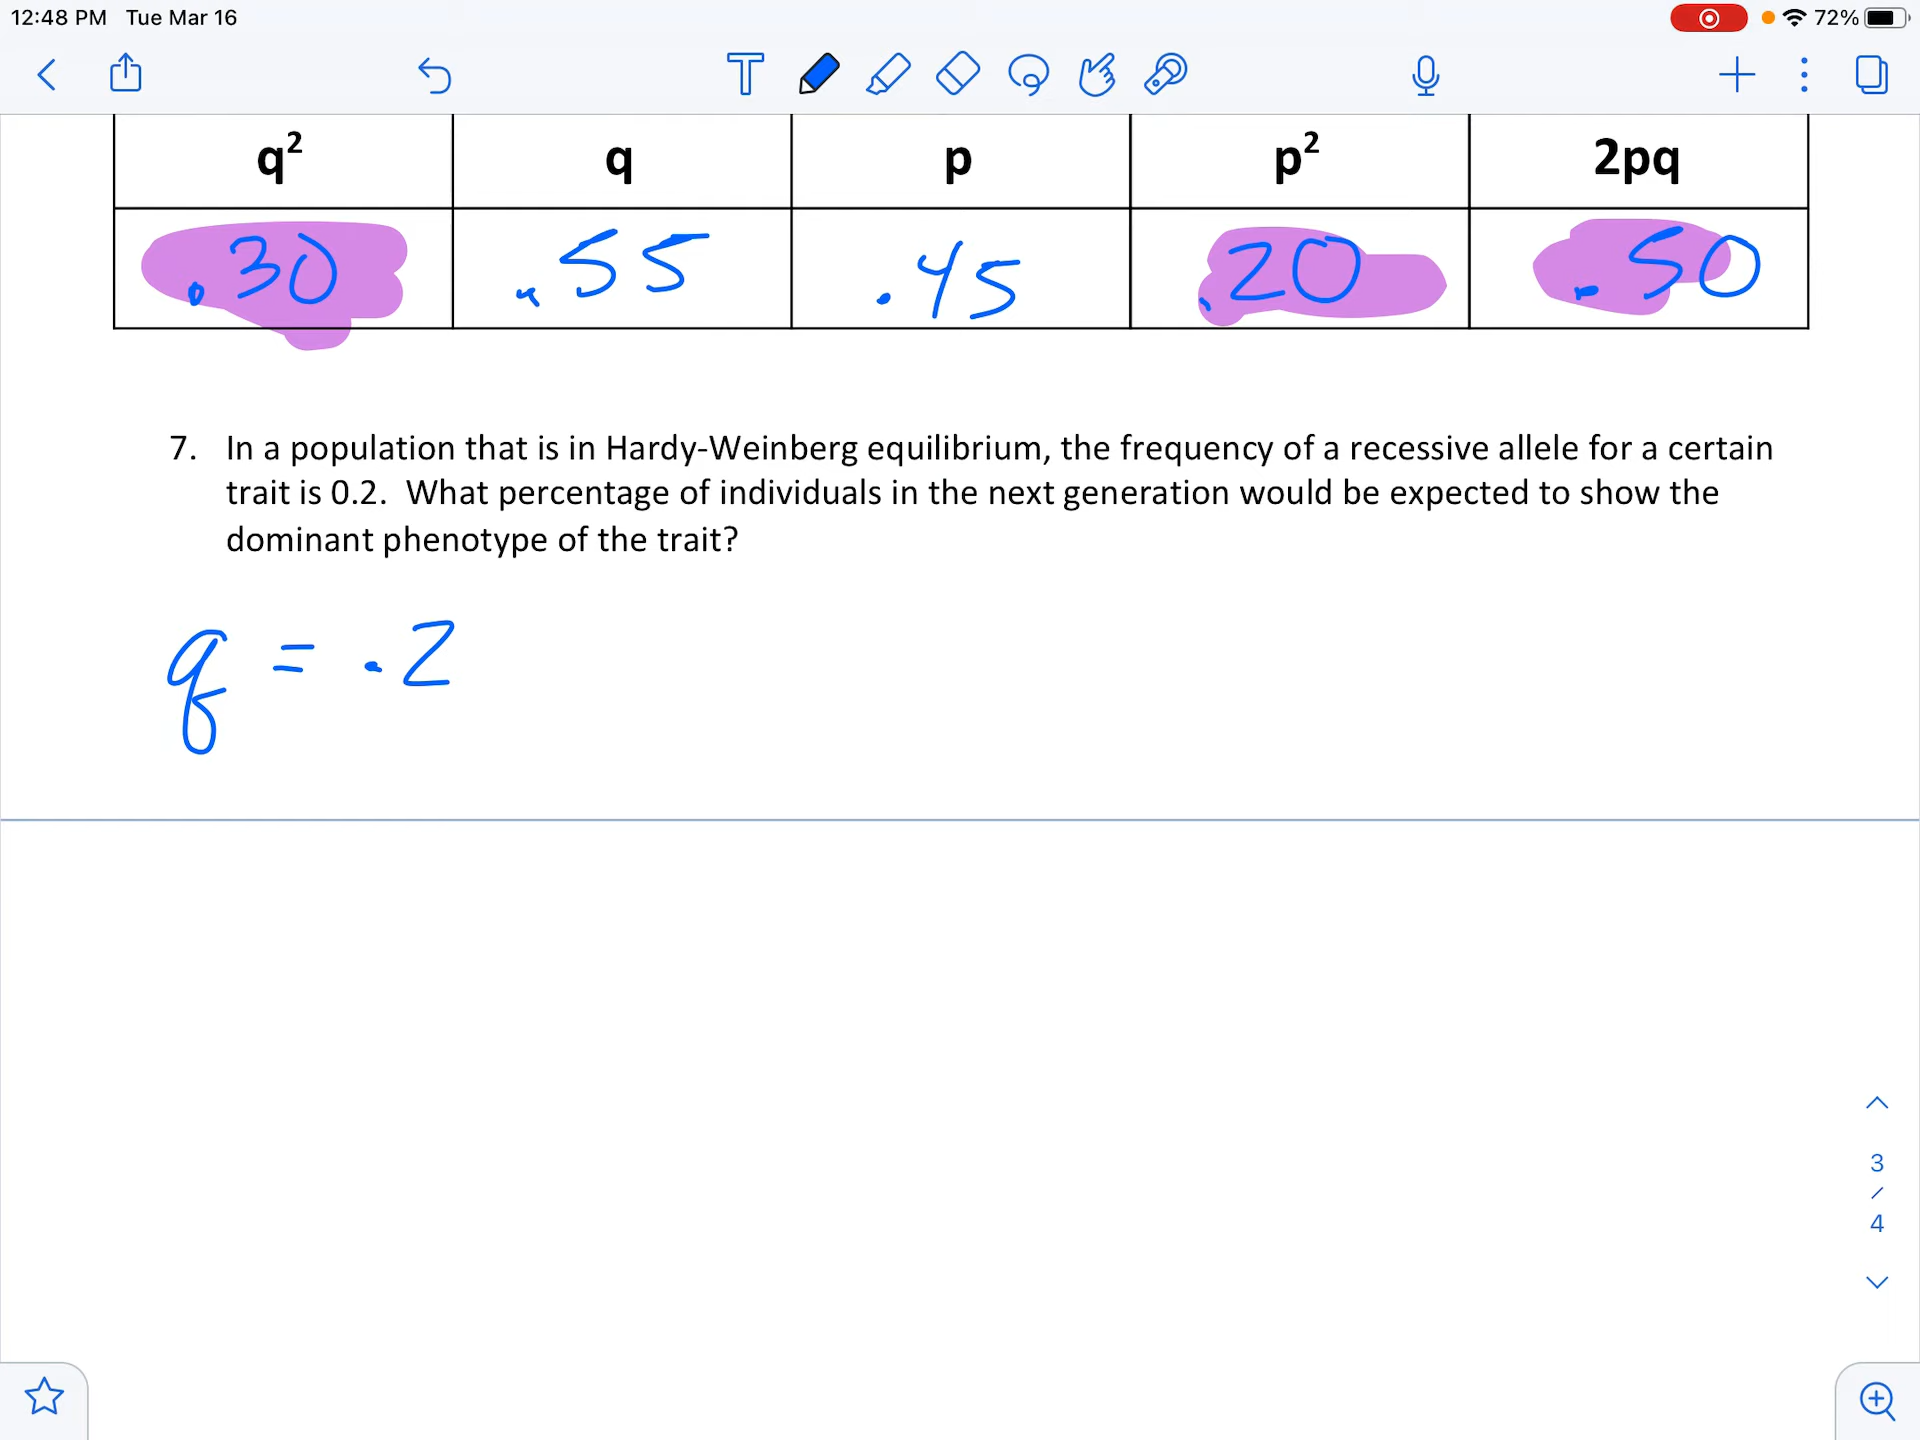 12:48 PM Tue Mar 16 72%
T
q² q p p² 2pq
.30 .55 .45 .20 .50
7. In a population that is in Hardy-Weinberg equilibrium, the frequency of a recessive allele for a certain
trait is 0.2. What percentage of individuals in the next generation would be expected to show the
dominant phenotype of the trait?
q = .2
3
/
4